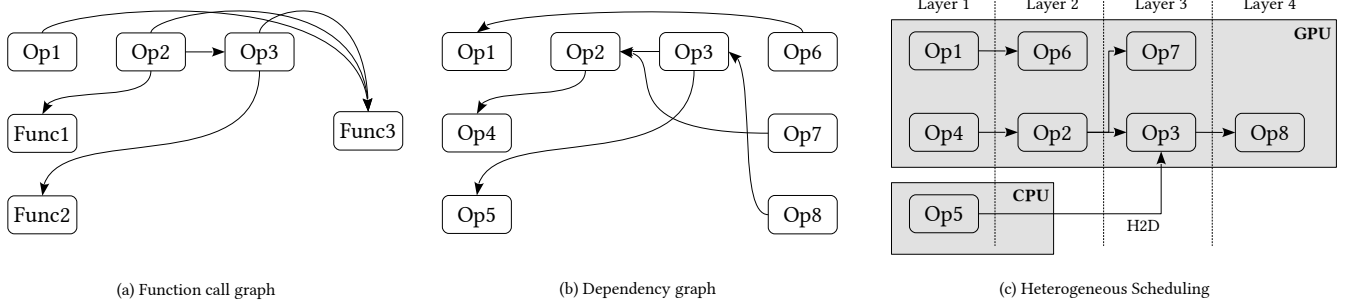 Layer 1 Layer 2 Layer 3 Layer 4
Op1 Op2 Op3
Func1
Func2
Func3
(a) Function call graph
Op1 Op2 Op3 Op6
Op4 Op7
Op5 Op8
(b) Dependency graph
GPU
Op1 Op6 Op7
Op4 Op2 Op3 Op8
CPU
Op5
H2D
(c) Heterogeneous Scheduling